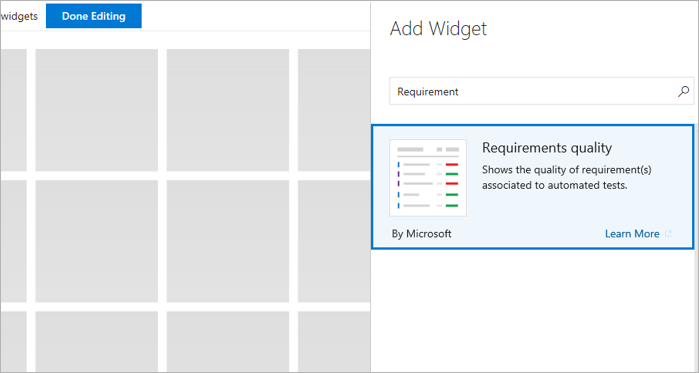 widgets
Done Editing
Add Widget
Requirement
Requirements quality
Shows the quality of requirement(s)
associated to automated tests.
By Microsoft
Learn More